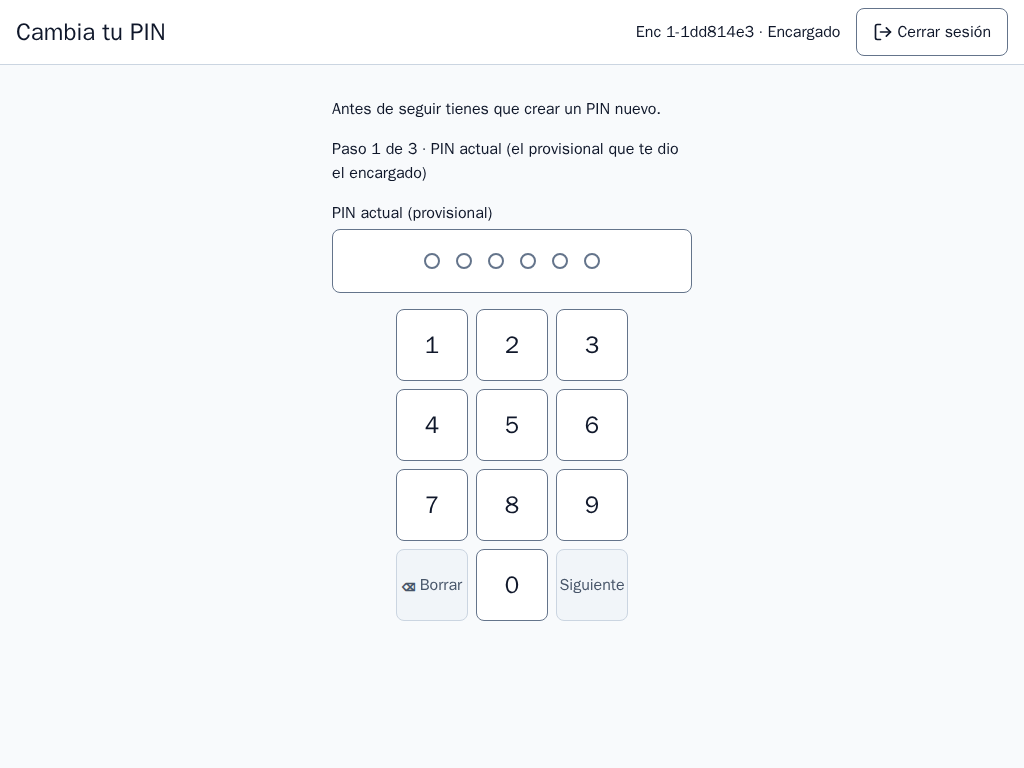 Cambia tu PIN
Enc 1-1dd814e3 · Encargado
Cerrar sesión
Antes de seguir tienes que crear un PIN nuevo.
Paso 1 de 3 · PIN actual (el provisional que te dio
el encargado)
PIN actual (provisional)
1 2 3
4 5 6
7 8 9
⌫ Borrar 0 Siguiente